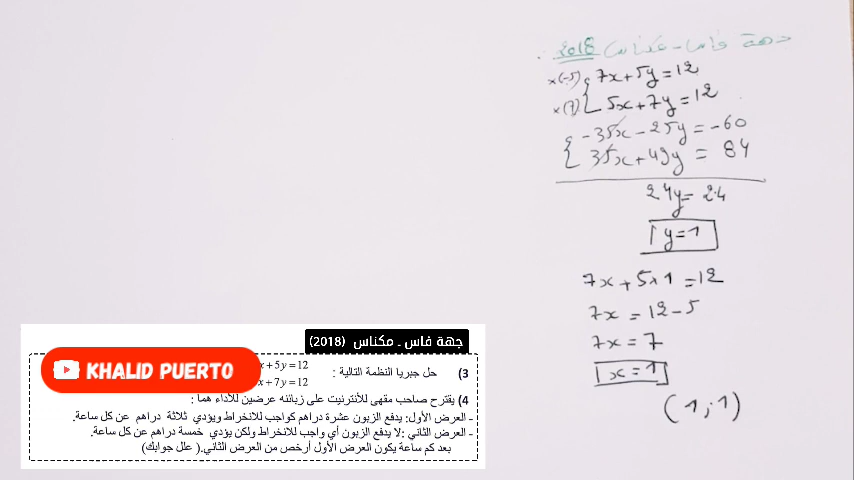 جهة فاس - مكناس 2018
×(-5) { 7x + 5y = 12
×(7) 5x + 7y = 12
{ -35x - 25y = -60
35x + 49y = 84
24y = 24
y = 1
7x + 5×1 = 12
7x = 12 - 5
7x = 7
x = 1
(1 ; 1)
جهة فاس ـ مكناس (2018)
3) حل جبريا النظمة التالية : x + 5y = 12
x + 7y = 12
KHALID PUERTO
4) يقترح صاحب مقهى للأنترنيت على زبنائه عرضين للأداء هما :
- العرض الأول: يدفع الزبون عشرة دراهم كواجب للانخراط ويؤدي ثلاثة دراهم عن كل ساعة.
- العرض الثاني :لا يدفع الزبون أي واجب للانخراط ولكن يؤدي خمسة دراهم عن كل ساعة.
بعد كم ساعة يكون العرض الأول أرخص من العرض الثاني.( علل جوابك)